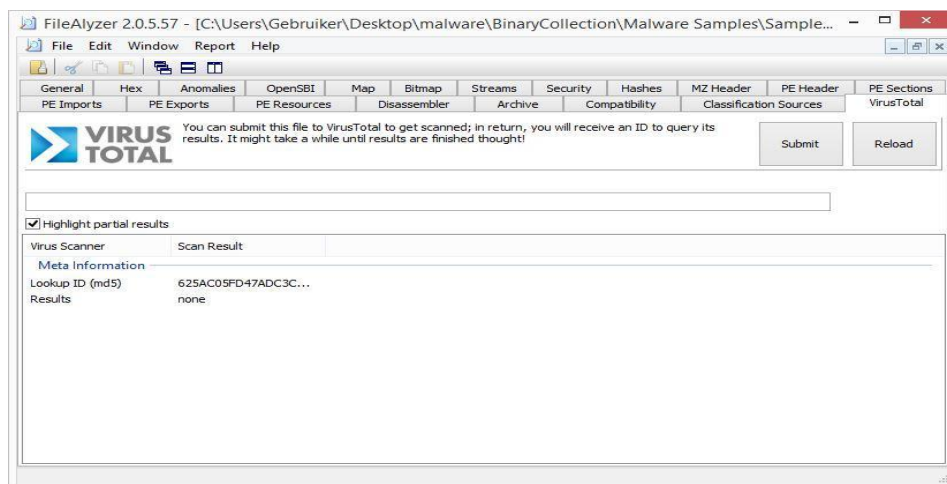 FileAlyzer 2.0.5.57 - [C:\Users\Gebruiker\Desktop\malware\BinaryCollection\Malware Samples\Sample...
File Edit Window Report Help
General Hex Anomalies OpenSBI Map Bitmap Streams Security Hashes MZ Header PE Header PE Sections
PE Imports PE Exports PE Resources Disassembler Archive Compatibility Classification Sources VirusTotal
VIRUS TOTAL
You can submit this file to VirusTotal to get scanned; in return, you will receive an ID to query its
results. It might take a while until results are finished thought!
Submit Reload
Highlight partial results
Virus Scanner Scan Result
Meta Information
Lookup ID (md5) 625AC05FD47ADC3C...
Results none